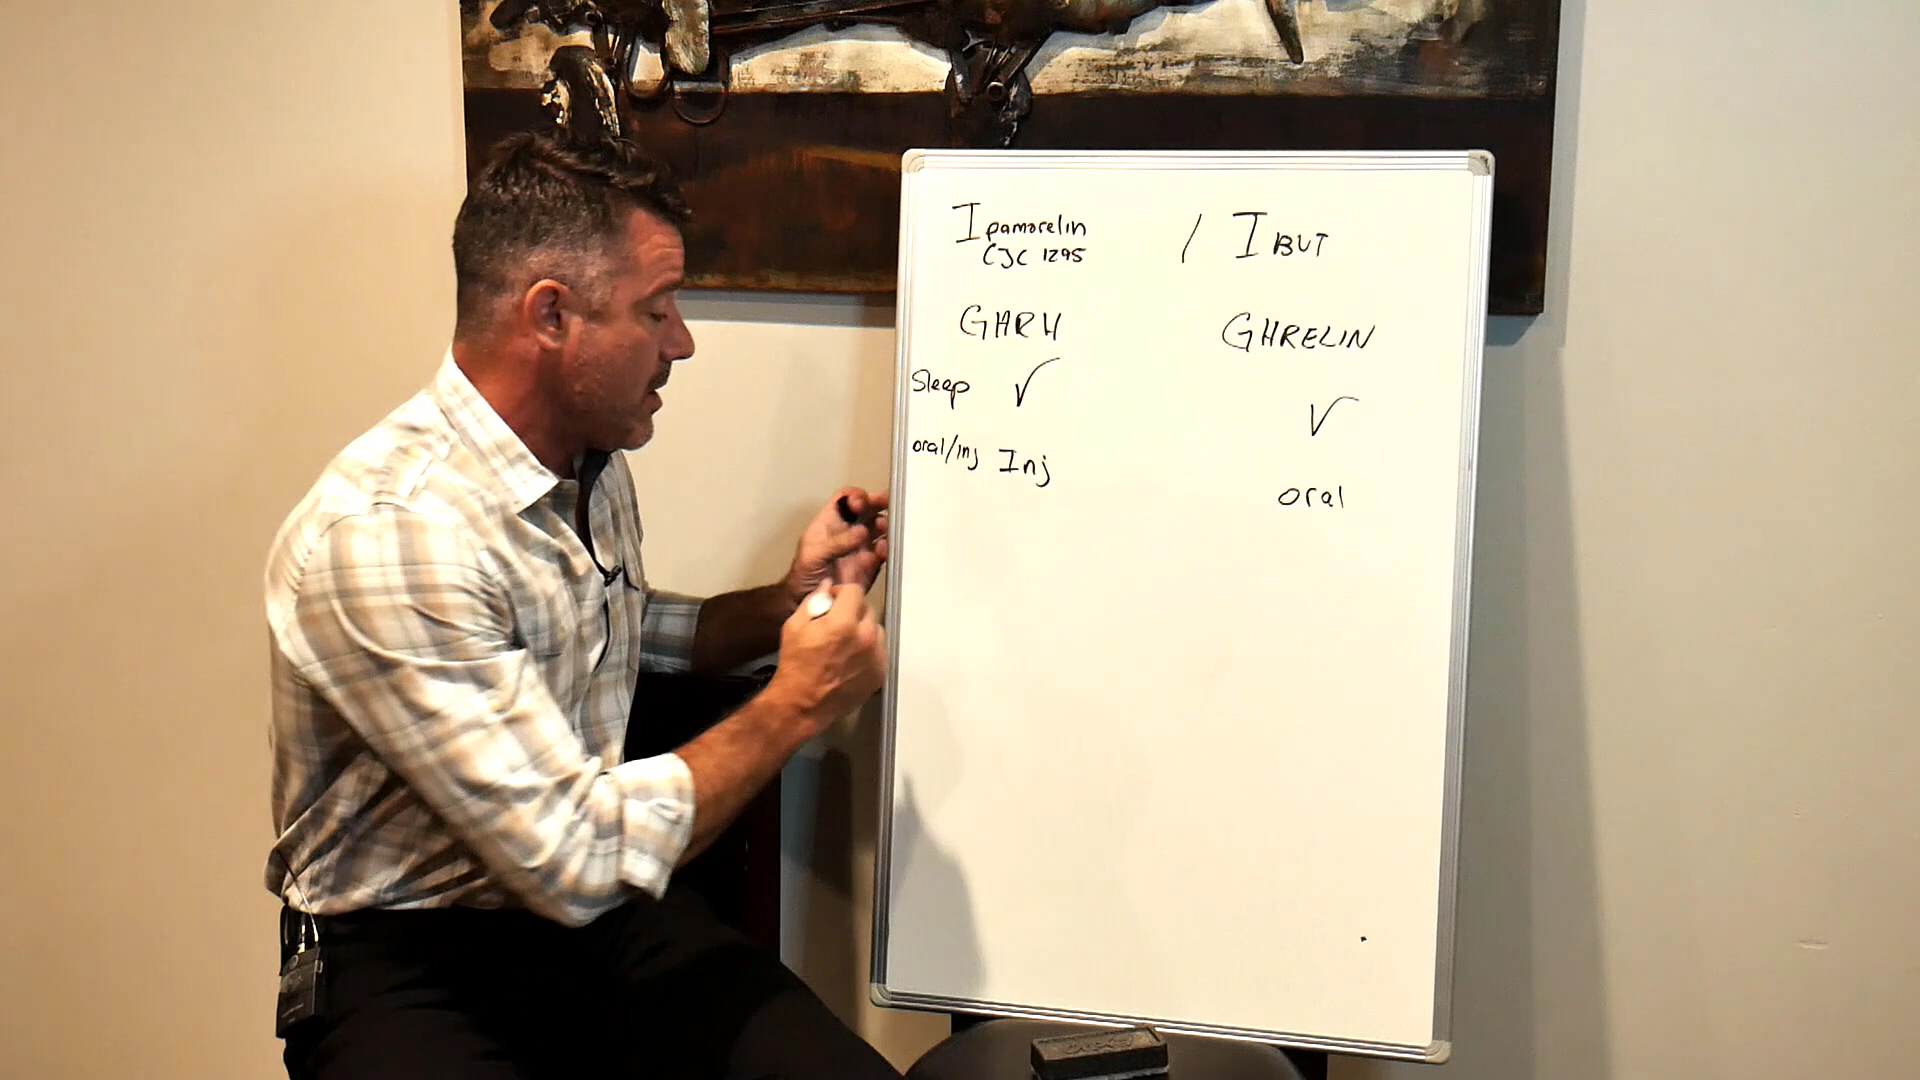 Ipamorelin / IBUT
CJC 1295
GHRH GHRELIN
Sleep ✓ ✓
oral/inj Inj oral